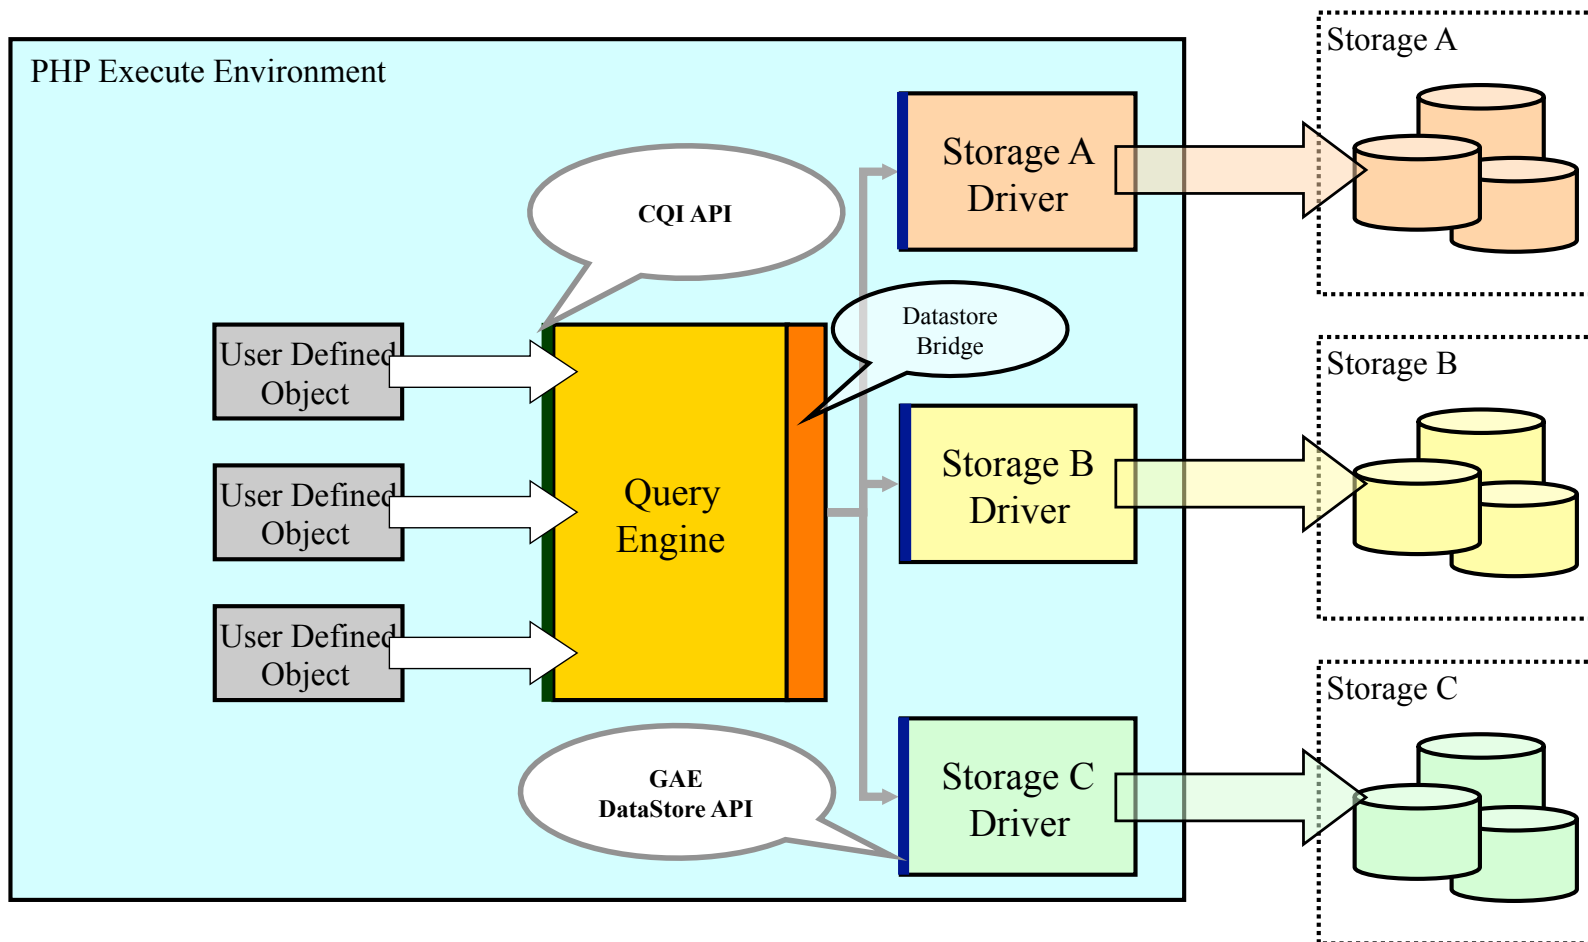 PHP Execute Environment
Storage A
Storage A
Driver
CQI API
Datastore
Bridge
User Defined
Object
Storage B
Storage B
Driver
User Defined
Object
Query
Engine
User Defined
Object
Storage C
GAE
DataStore API
Storage C
Driver